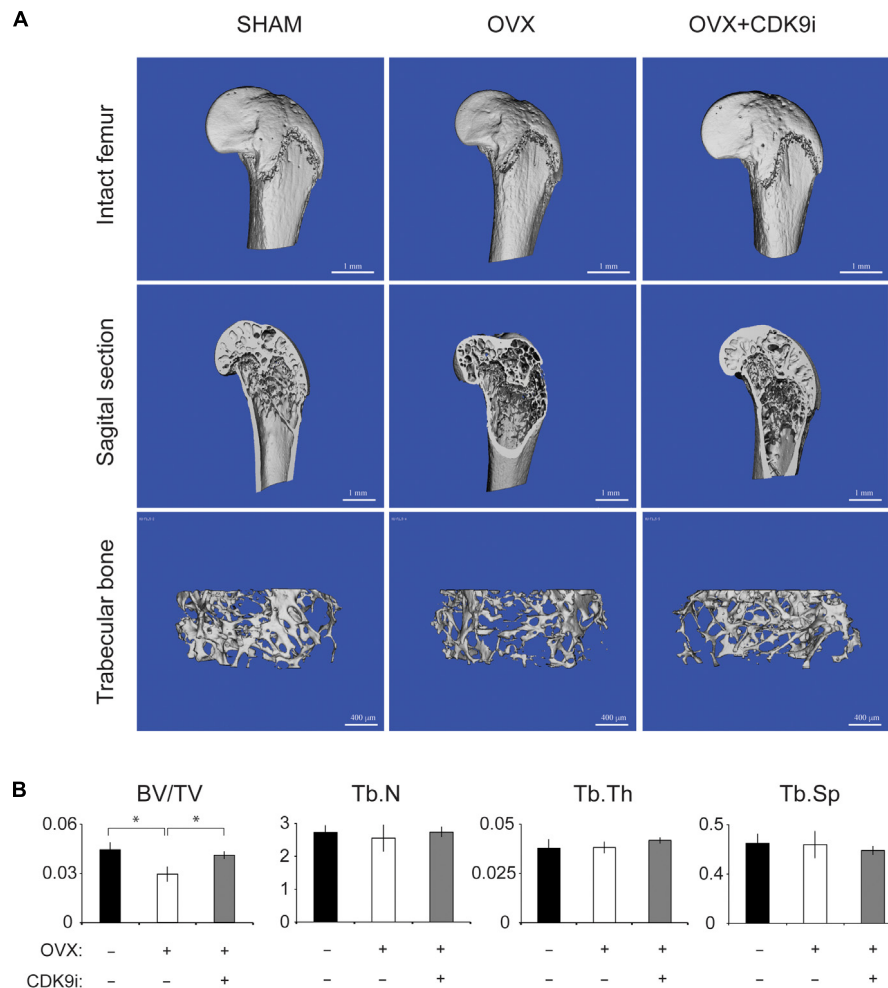 A
SHAM OVX OVX+CDK9i
Intact femur
1 mm 1 mm 1 mm
Sagital section
1 mm 1 mm 1 mm
Trabecular bone
400 µm 400 µm 400 µm
B
BV/TV Tb.N Tb.Th Tb.Sp
* *
0.06 3 0.05 0.5
2
0.03 0.025 0.4
1
0 0 0 0
OVX: – + + – + + – + + – + +
CDK9i: – – + – – + – – + – – +